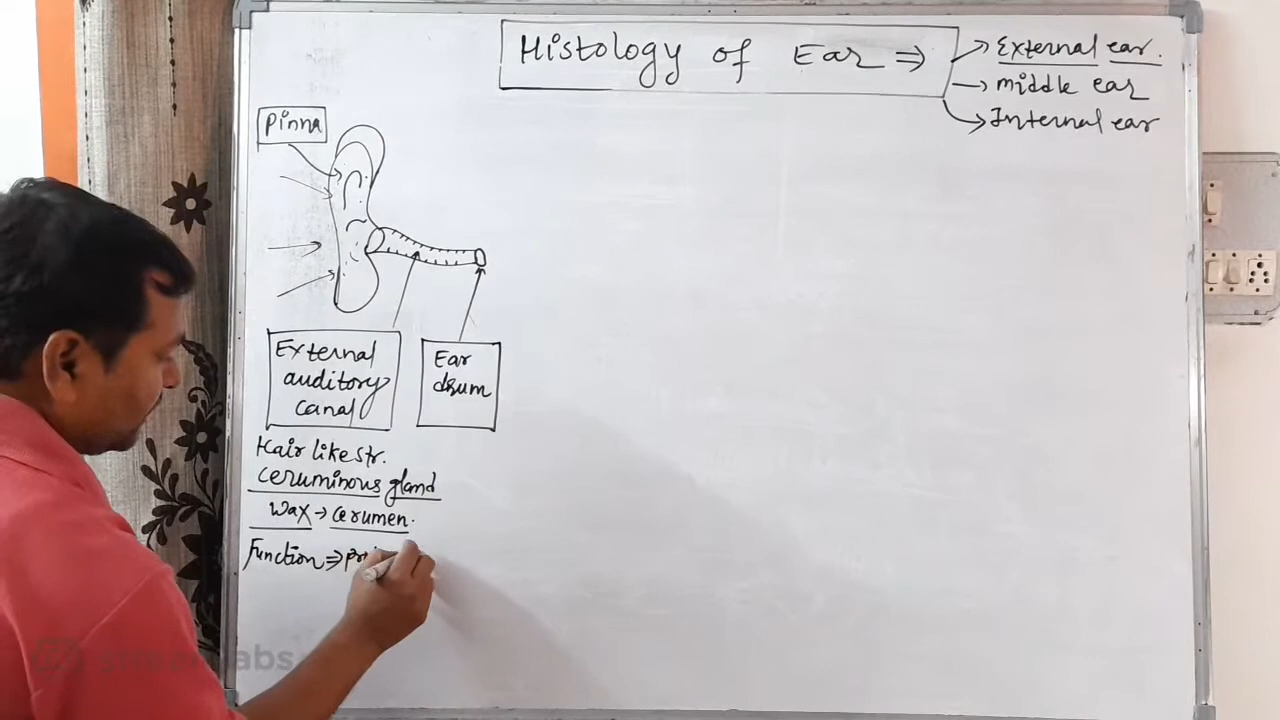 Histology of Ear ⇒
→ External ear.
→ middle ear
→ Internal ear
Pinna
External
auditory
canal
Ear
drum
Hair like str.
ceruminous gland
Wax → cerumen.
Function ⇒